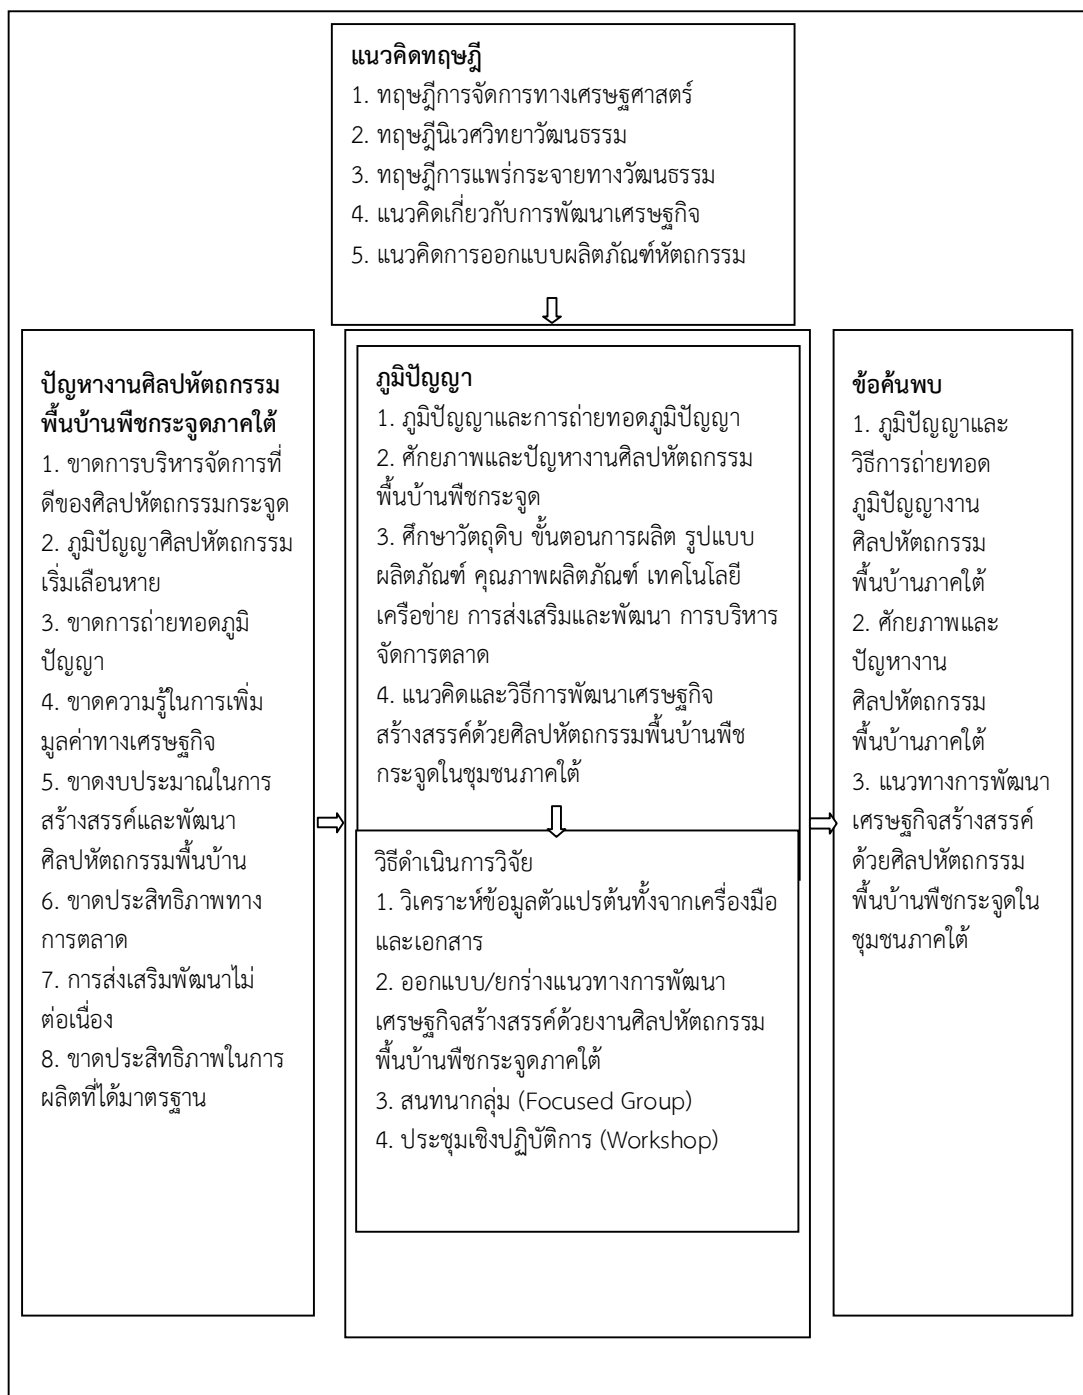 แนวคิดทฤษฎี
1. ทฤษฎีการจัดการทางเศรษฐศาสตร์
2. ทฤษฎีนิเวศวิทยาวัฒนธรรม
3. ทฤษฎีการแพร่กระจายทางวัฒนธรรม
4. แนวคิดเกี่ยวกับการพัฒนาเศรษฐกิจ
5. แนวคิดการออกแบบผลิตภัณฑ์หัตถกรรม
ปัญหางานศิลปหัตถกรรม
พื้นบ้านพืชกระจูดภาคใต้
1. ขาดการบริหารจัดการที่
ดีของศิลปหัตถกรรมกระจูด
2. ภูมิปัญญาศิลปหัตถกรรม
เริ่มเลือนหาย
3. ขาดการถ่ายทอดภูมิ
ปัญญา
4. ขาดความรู้ในการเพิ่ม
มูลค่าทางเศรษฐกิจ
5. ขาดงบประมาณในการ
สร้างสรรค์และพัฒนา
ศิลปหัตถกรรมพื้นบ้าน
6. ขาดประสิทธิภาพทาง
การตลาด
7. การส่งเสริมพัฒนาไม่
ต่อเนื่อง
8. ขาดประสิทธิภาพในการ
ผลิตที่ได้มาตรฐาน
ภูมิปัญญา
1. ภูมิปัญญาและการถ่ายทอดภูมิปัญญา
2. ศักยภาพและปัญหางานศิลปหัตถกรรม
พื้นบ้านพืชกระจูด
3. ศึกษาวัตถุดิบ ขั้นตอนการผลิต รูปแบบ
ผลิตภัณฑ์ คุณภาพผลิตภัณฑ์ เทคโนโลยี
เครือข่าย การส่งเสริมและพัฒนา การบริหาร
จัดการตลาด
4. แนวคิดและวิธีการพัฒนาเศรษฐกิจ
สร้างสรรค์ด้วยศิลปหัตถกรรมพื้นบ้านพืช
กระจูดในชุมชนภาคใต้
วิธีดำเนินการวิจัย
1. วิเคราะห์ข้อมูลตัวแปรต้นทั้งจากเครื่องมือ
และเอกสาร
2. ออกแบบ/ยกร่างแนวทางการพัฒนา
เศรษฐกิจสร้างสรรค์ด้วยงานศิลปหัตถกรรม
พื้นบ้านพืชกระจูดภาคใต้
3. สนทนากลุ่ม (Focused Group)
4. ประชุมเชิงปฏิบัติการ (Workshop)
ข้อค้นพบ
1. ภูมิปัญญาและ
วิธีการถ่ายทอด
ภูมิปัญญางาน
ศิลปหัตถกรรม
พื้นบ้านภาคใต้
2. ศักยภาพและ
ปัญหางาน
ศิลปหัตถกรรม
พื้นบ้านภาคใต้
3. แนวทางการพัฒนา
เศรษฐกิจสร้างสรรค์
ด้วยศิลปหัตถกรรม
พื้นบ้านพืชกระจูดใน
ชุมชนภาคใต้